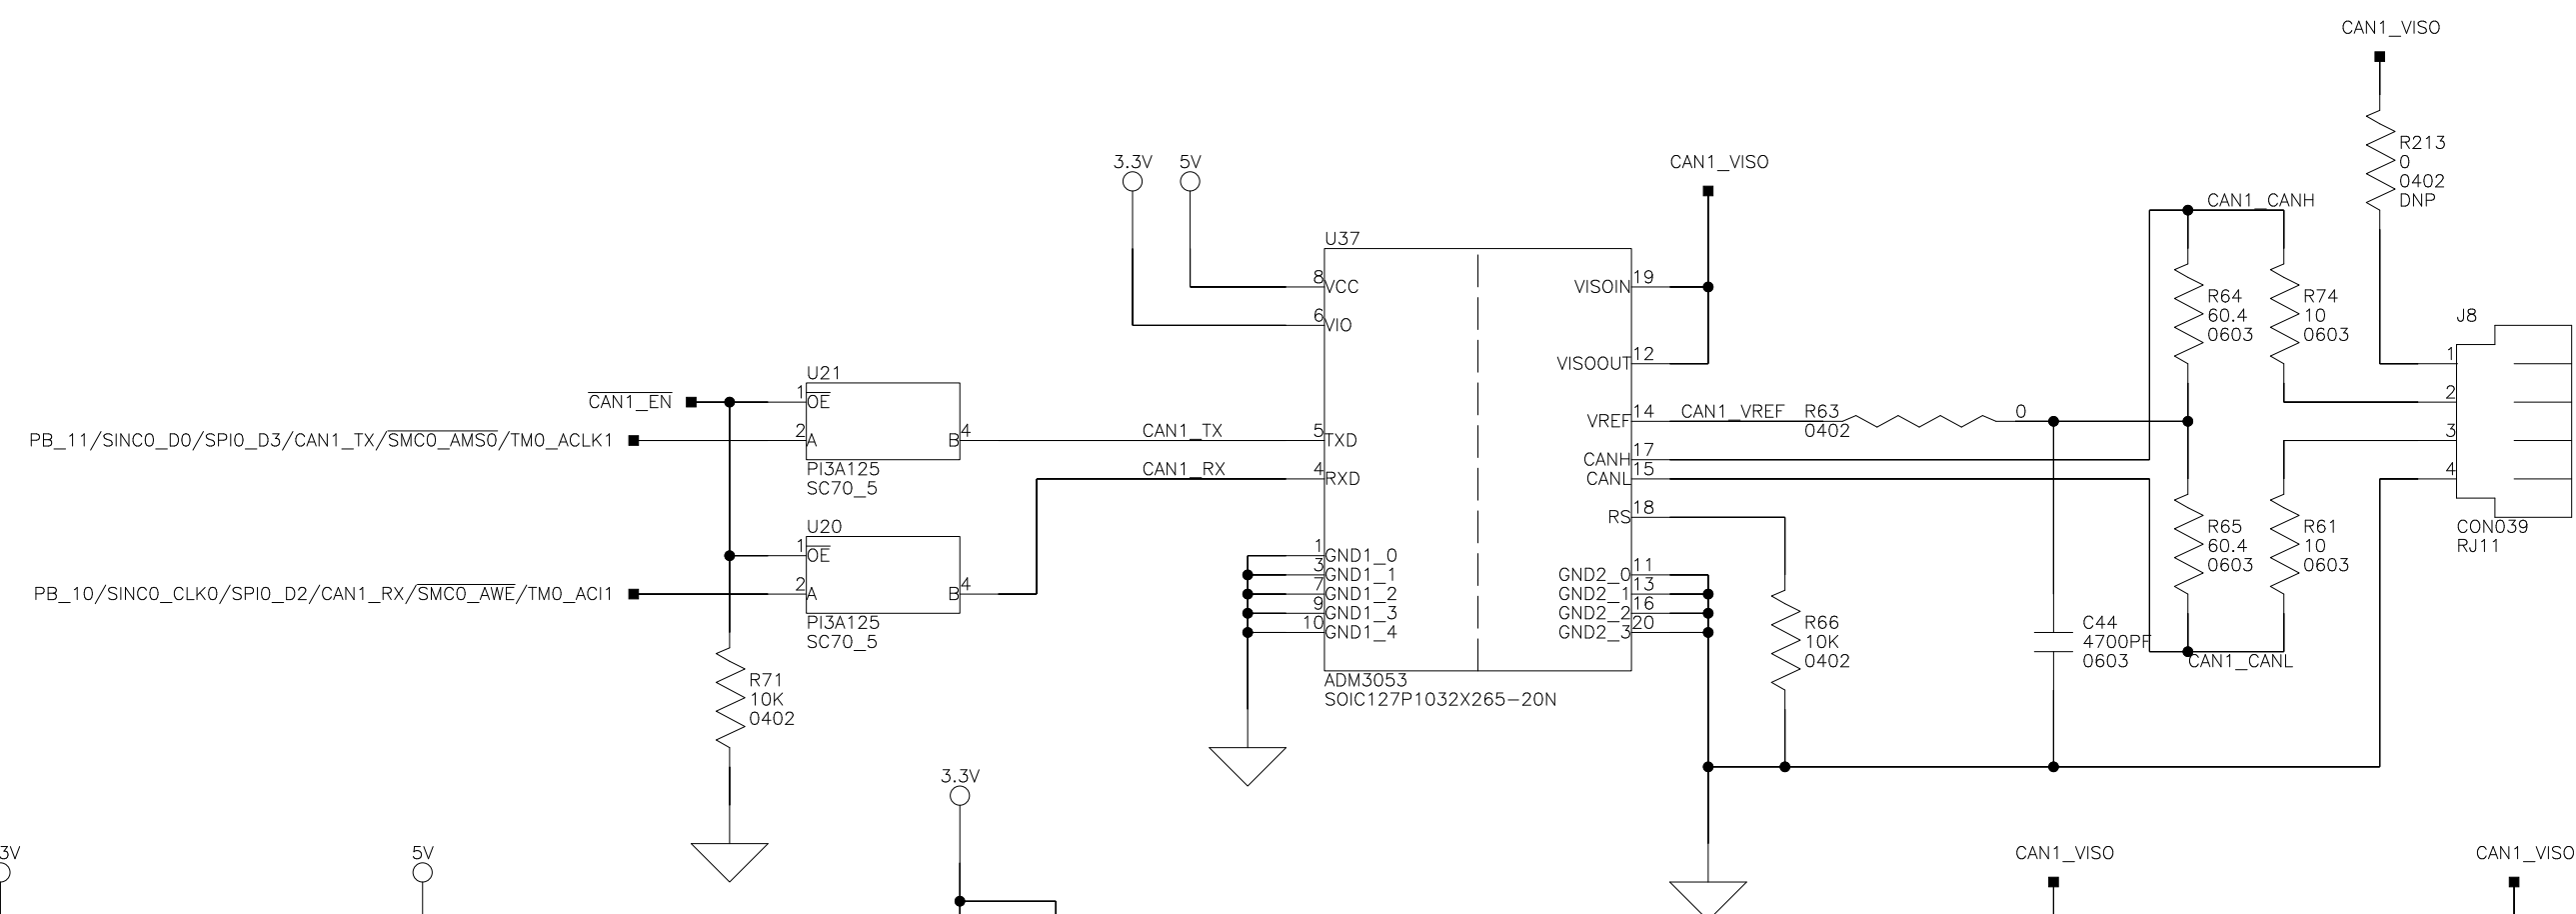 CAN1_VISO
R213
0
0402
DNP
3.3V
5V
CAN1_VISO
CAN1_CANH
U37
8
VCC
6
VIO
VISOIN
19
VISOOUT
12
R64
60.4
0603
R74
10
0603
J8
1
2
3
4
CON039
RJ11
U21
CAN1_EN
1
OE
PB_11/SINC0_D0/SPI0_D3/CAN1_TX/SMC0_AMS0/TM0_ACLK1
2
A
B
4
CAN1_TX
5
TXD
PI3A125
SC70_5
CAN1_RX
4
RXD
VREF
14
CAN1_VREF
R63
0402
0
CANH
17
CANL
15
RS
18
U20
1
OE
PB_10/SINC0_CLK0/SPI0_D2/CAN1_RX/SMC0_AWE/TM0_ACI1
2
A
B
4
PI3A125
SC70_5
1
GND1_0
3
GND1_1
7
GND1_2
9
GND1_3
10
GND1_4
GND2_0
11
GND2_1
13
GND2_2
16
GND2_3
20
R65
60.4
0603
R61
10
0603
R66
10K
0402
C44
4700PF
0603
CAN1_CANL
ADM3053
SOIC127P1032X265-20N
R71
10K
0402
3.3V
3V
5V
CAN1_VISO
CAN1_VISO